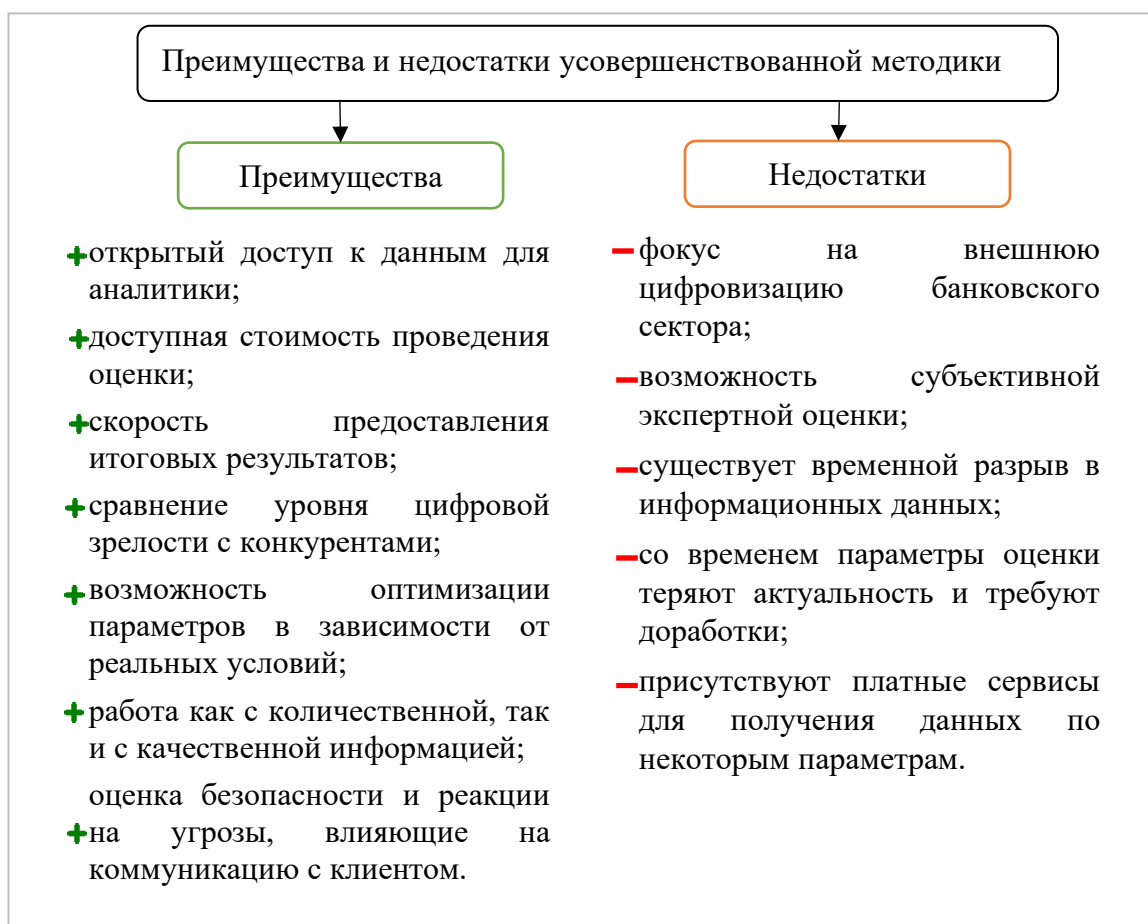 Преимущества и недостатки усовершенствованной методики
Преимущества
открытый доступ к данным для
аналитики;
доступная стоимость проведения
оценки;
скорость предоставления
итоговых результатов;
сравнение уровня цифровой
зрелости с конкурентами;
возможность оптимизации
параметров в зависимости от
реальных условий;
работа как с количественной, так
и с качественной информацией;
оценка безопасности и реакции
на угрозы, влияющие на
коммуникацию с клиентом.
Недостатки
фокус на внешнюю
цифровизацию банковского
сектора;
возможность субъективной
экспертной оценки;
существует временной разрыв в
информационных данных;
со временем параметры оценки
теряют актуальность и требуют
доработки;
присутствуют платные сервисы
для получения данных по
некоторым параметрам.